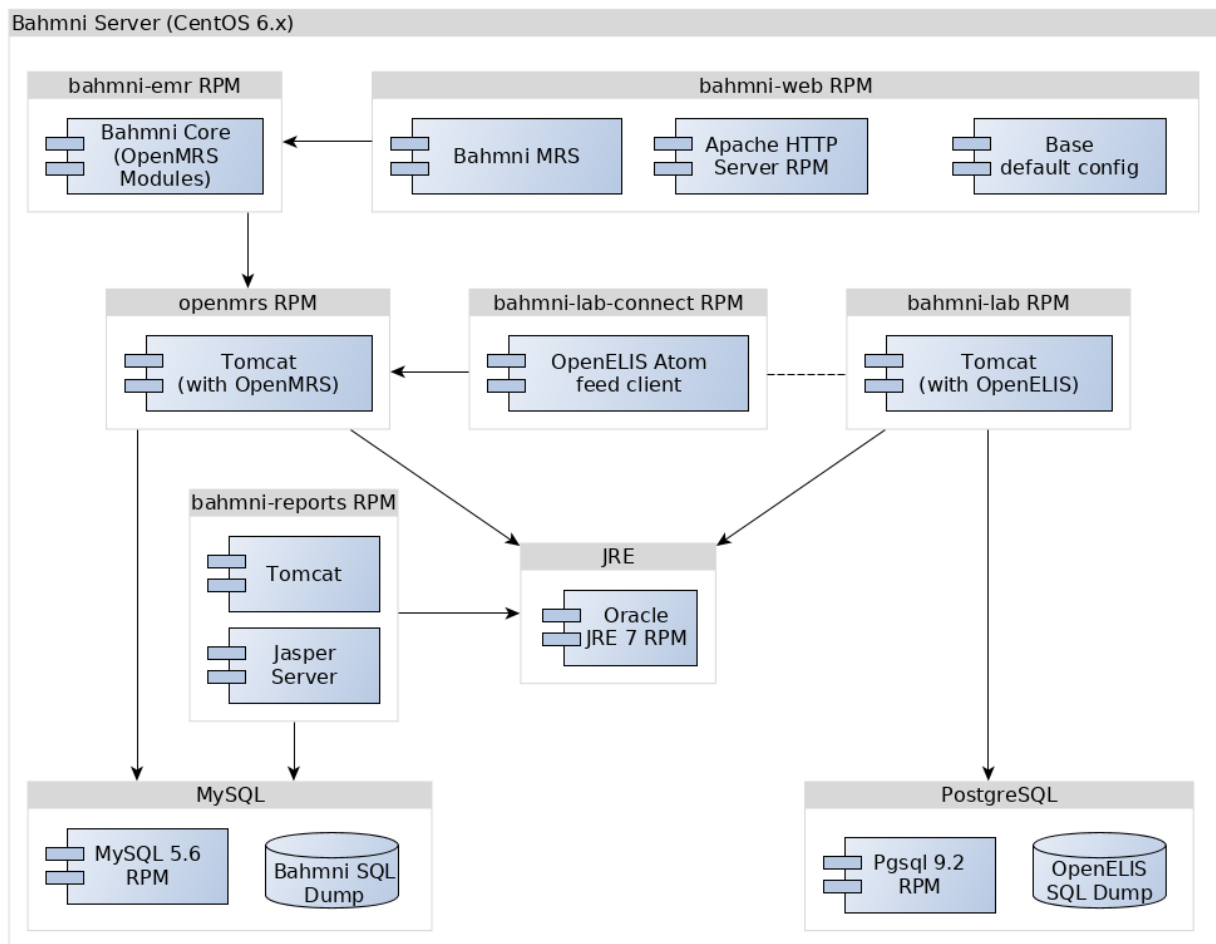 Bahmni Server (CentOS 6.x)
bahmni-emr RPM
Bahmni Core
(OpenMRS
Modules)
bahmni-web RPM
Bahmni MRS
Apache HTTP
Server RPM
Base
default config
openmrs RPM
Tomcat
(with OpenMRS)
bahmni-lab-connect RPM
OpenELIS Atom
feed client
bahmni-lab RPM
Tomcat
(with OpenELIS)
bahmni-reports RPM
Tomcat
Jasper
Server
JRE
Oracle
JRE 7 RPM
MySQL
MySQL 5.6
RPM
Bahmni SQL
Dump
PostgreSQL
Pgsql 9.2
RPM
OpenELIS
SQL Dump